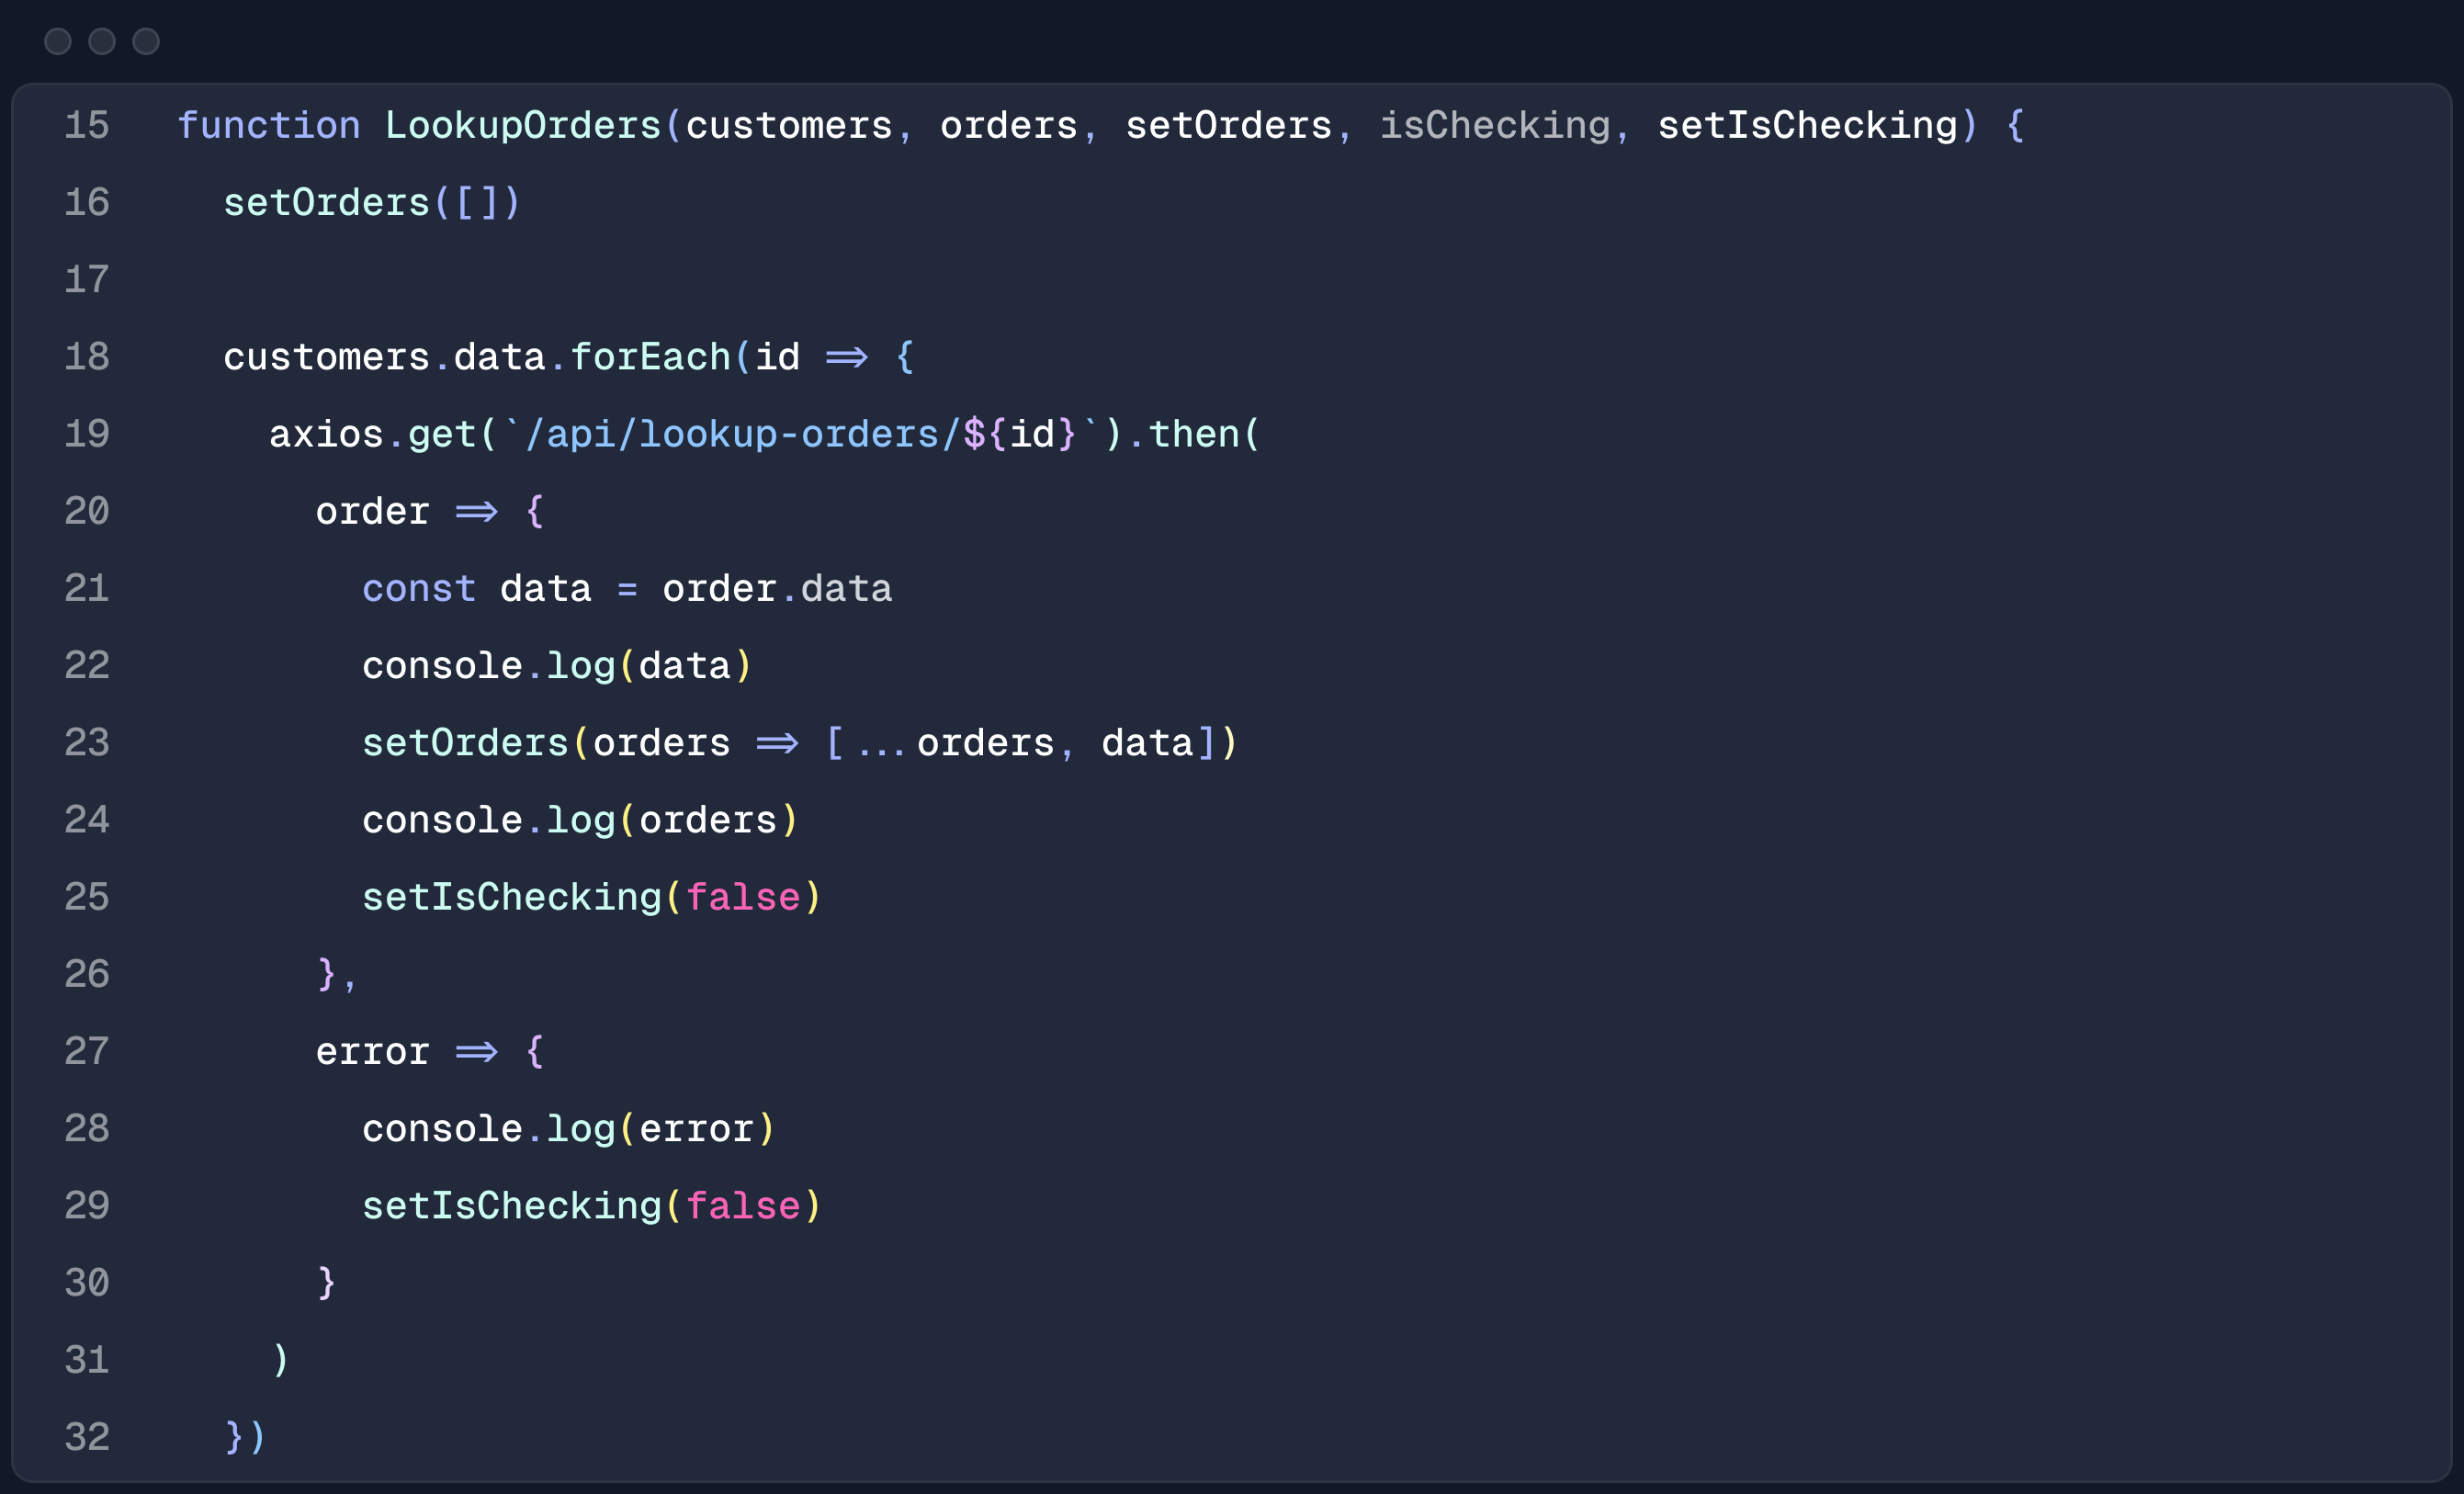 15 function LookupOrders(customers, orders, setOrders, isChecking, setIsChecking) {
16   setOrders([])
17
18   customers.data.forEach(id => {
19     axios.get(`/api/lookup-orders/${id}`).then(
20       order => {
21         const data = order.data
22         console.log(data)
23         setOrders(orders => [...orders, data])
24         console.log(orders)
25         setIsChecking(false)
26       },
27       error => {
28         console.log(error)
29         setIsChecking(false)
30       }
31     )
32   })